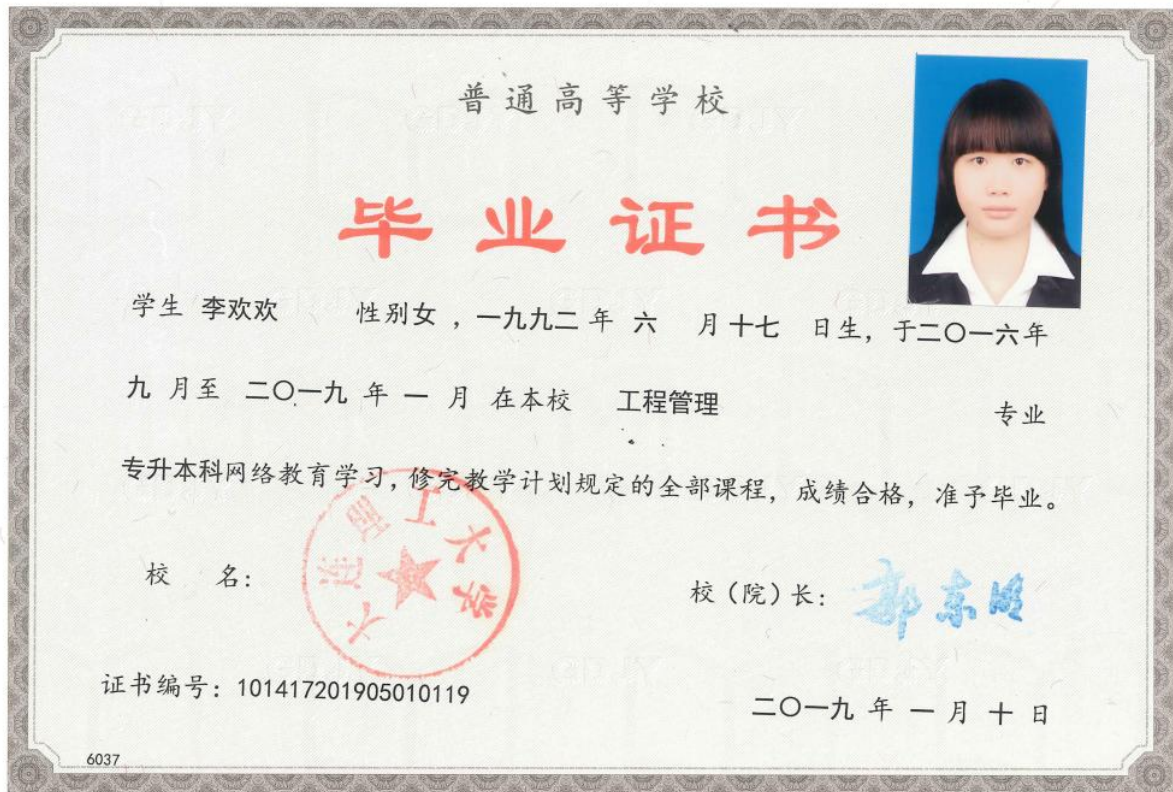 普通高等学校
毕业证书
学生 李欢欢 性别女 ,一九九二 年 六 月 十七 日生, 于二〇一六年
九 月至 二〇一九 年 一 月 在本校 工程管理 专业
专升本科网络教育学习, 修完教学计划规定的全部课程, 成绩合格, 准予毕业。
大连理工大学
校 名:
校(院)长: 郭东明
证书编号: 101417201905010119
二〇一九 年 一 月 十 日
6037